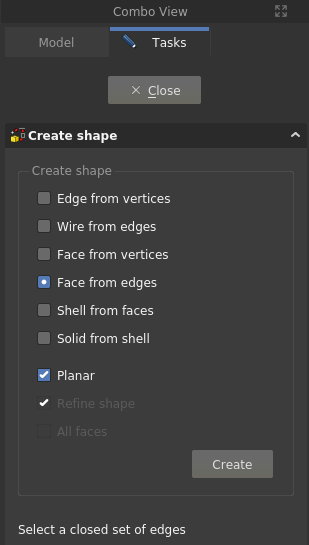 Combo View
Model
Tasks
Close
Create shape
Create shape
Edge from vertices
Wire from edges
Face from vertices
Face from edges
Shell from faces
Solid from shell
Planar
Refine shape
All faces
Create
Select a closed set of edges